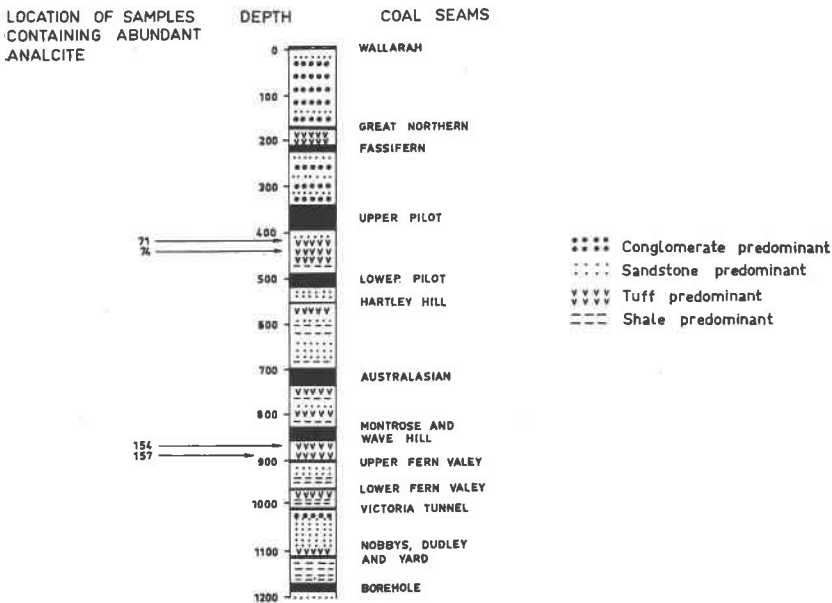 LOCATION OF SAMPLES
CONTAINING ABUNDANT
ANALCITE
DEPTH
COAL SEAMS
0
WALLARAH
100
GREAT NORTHERN
200
FASSIFERN
300
UPPER PILOT
400
71
74
500
LOWER PILOT
HARTLEY HILL
600
700
AUSTRALASIAN
800
MONTROSE AND
WAVE HILL
154
157
900
UPPER FERN VALEY
LOWER FERN VALEY
1000
VICTORIA TUNNEL
1100
NOBBYS, DUDLEY
AND YARD
BOREHOLE
1200
Conglomerate predominant
Sandstone predominant
Tuff predominant
Shale predominant